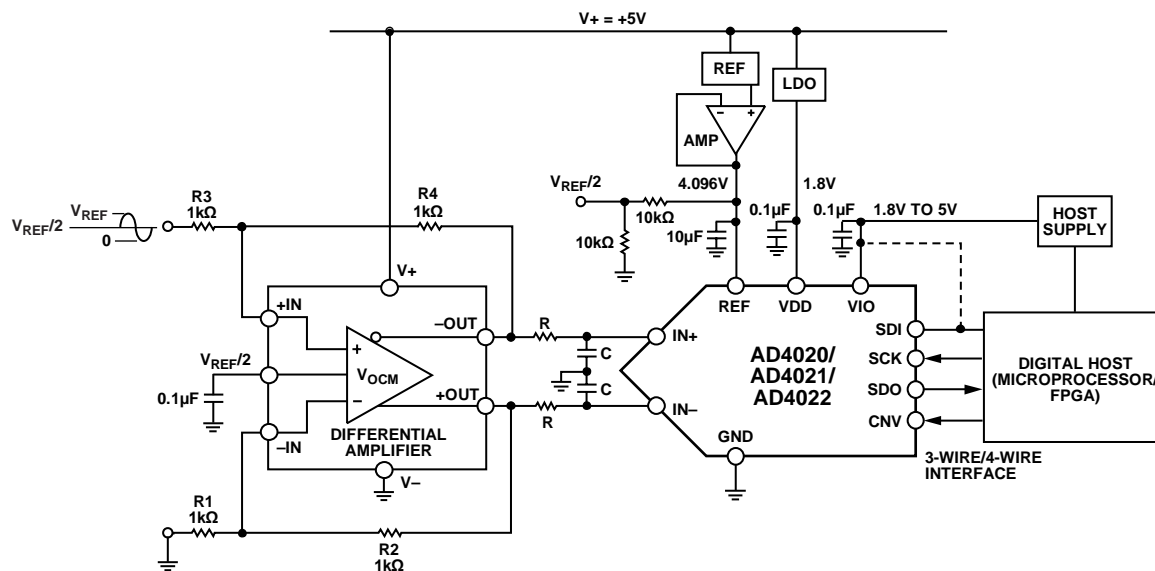 V+ = +5V
REF
LDO
AMP
VREF/2
4.096V
1.8V
10kΩ
10kΩ
10µF
0.1µF
0.1µF
1.8V TO 5V
HOST
SUPPLY
R3
1kΩ
R4
1kΩ
VREF
VREF/2
0
V+
+IN
–OUT
R
C
IN+
REF
VDD
VIO
SDI
SCK
SDO
CNV
AD4020/
AD4021/
AD4022
DIGITAL HOST
(MICROPROCESSOR/
FPGA)
VREF/2
+
VOCM
–
0.1µF
+OUT
C
R
IN–
GND
–IN
DIFFERENTIAL
AMPLIFIER
V–
3-WIRE/4-WIRE
INTERFACE
R1
1kΩ
R2
1kΩ
–
+